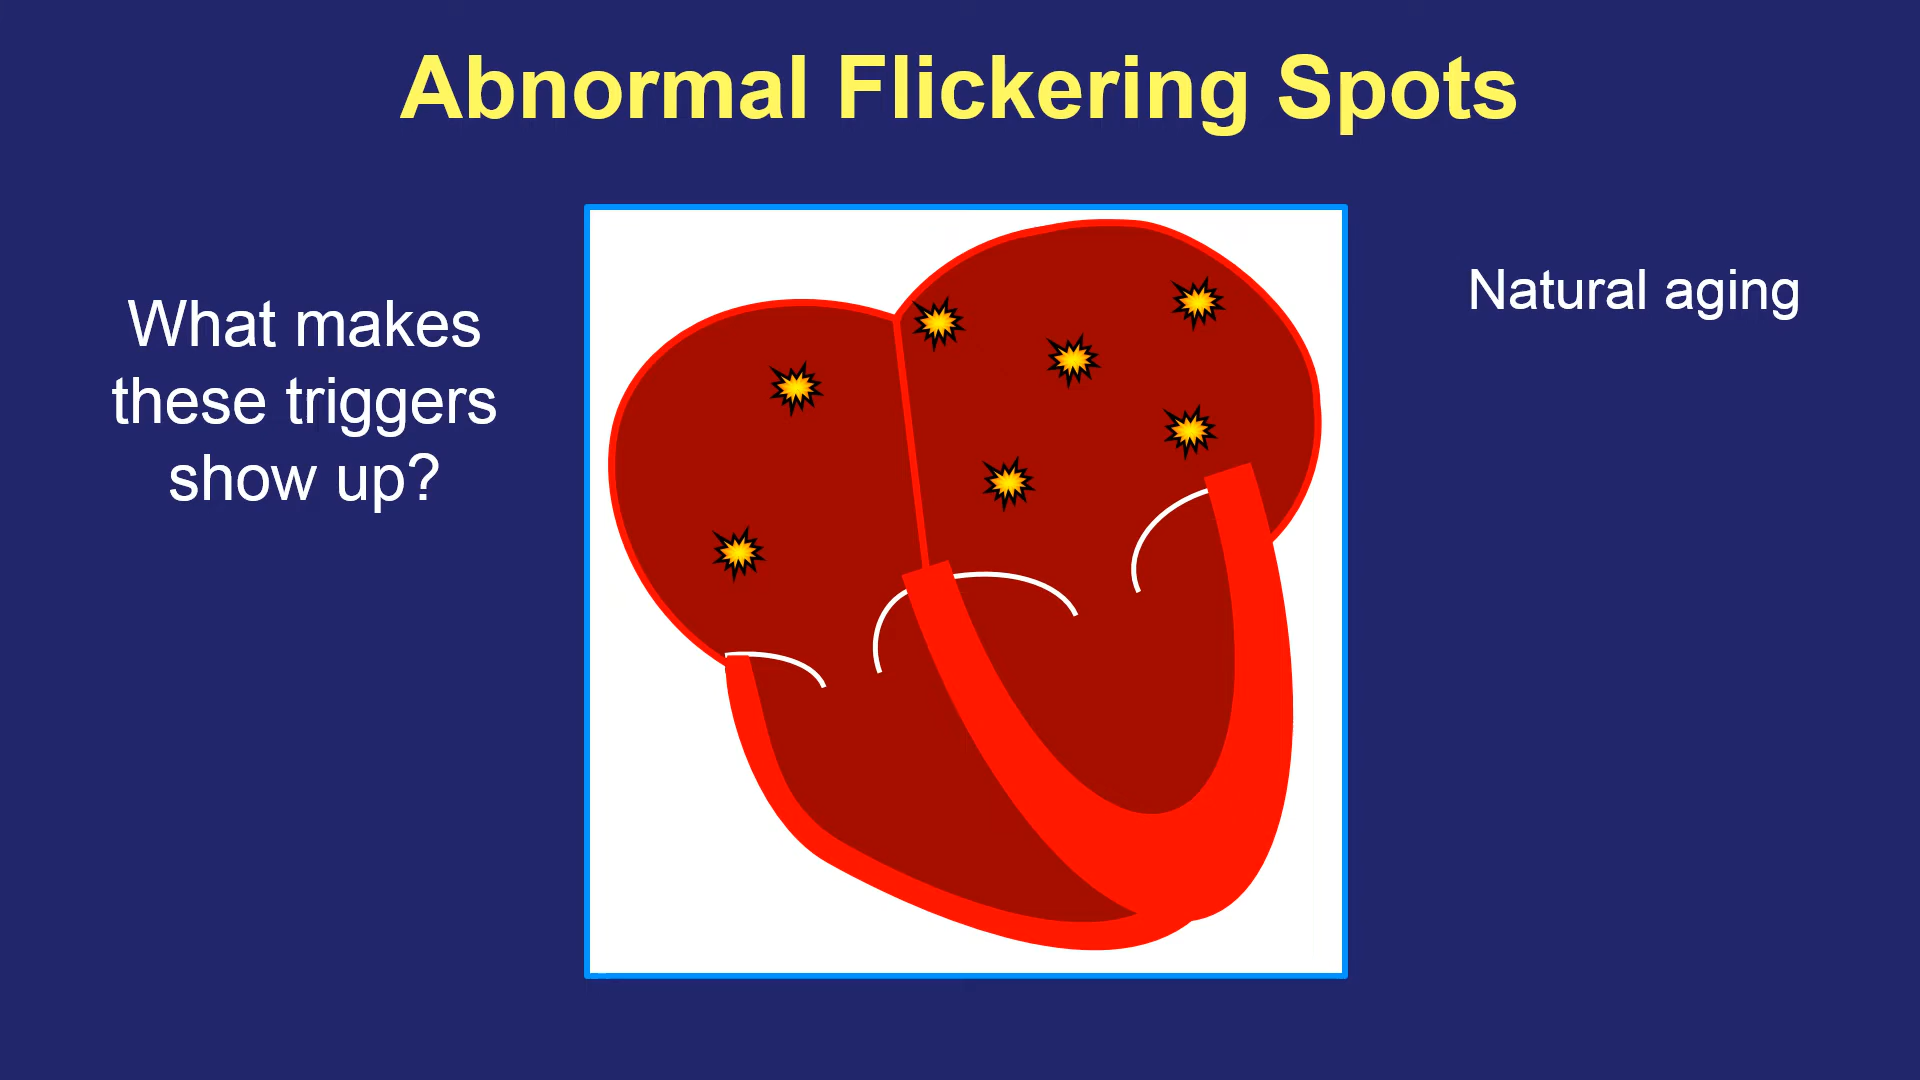 Abnormal Flickering Spots
What makes
these triggers
show up?
Natural aging